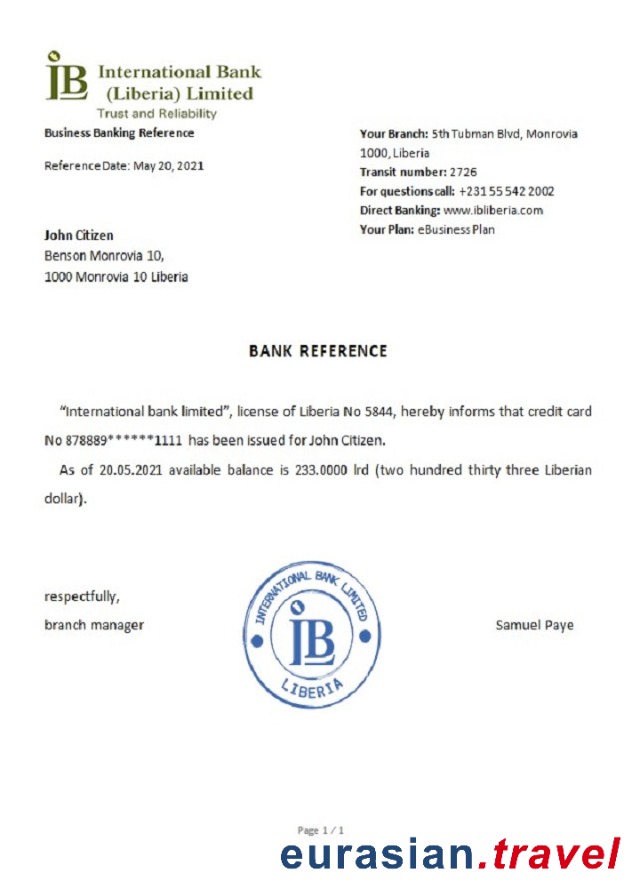 IB International Bank
(Liberia) Limited
Trust and Reliability
Business Banking Reference
Reference Date: May 20, 2021
Your Branch: 5th Tubman Blvd, Monrovia
1000, Liberia
Transit number: 2726
For questions call: +231 55 542 2002
Direct Banking: www.ibliberia.com
Your Plan: eBusiness Plan
John Citizen
Benson Monrovia 10,
1000 Monrovia 10 Liberia
BANK REFERENCE
“International bank limited”, license of Liberia No 5844, hereby informs that credit card
No 878889******1111 has been issued for John Citizen.
As of 20.05.2021 available balance is 233.0000 lrd (two hundred thirty three Liberian
dollar).
respectfully,
branch manager
INTERNATIONAL BANK LIMITED
IB
LIBERIA
Samuel Paye
Page 1 / 1
eurasian.travel